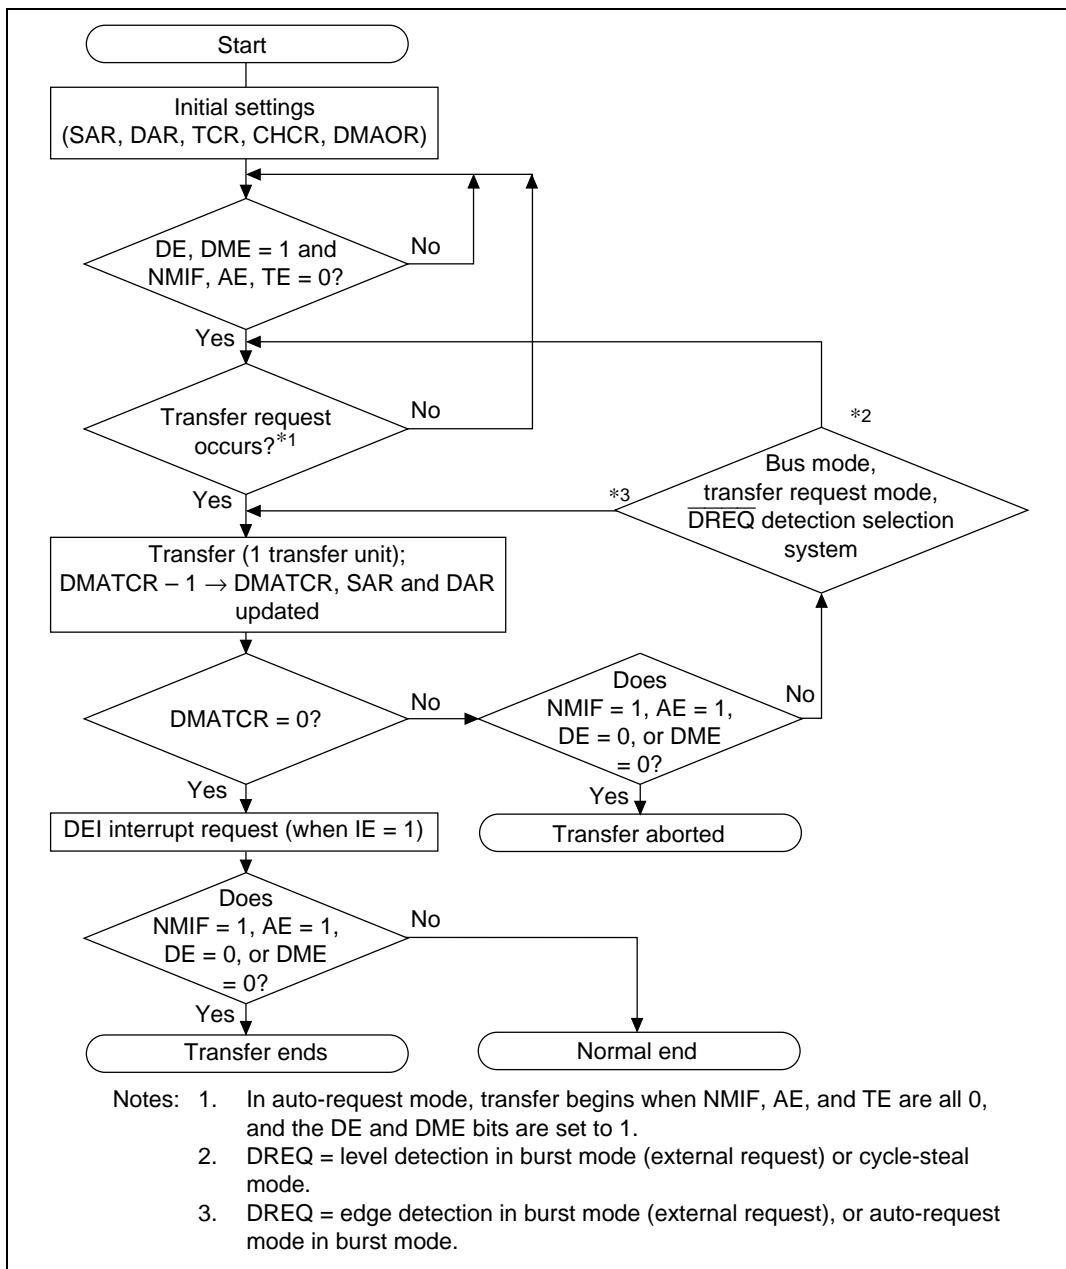 Start
Initial settings
(SAR, DAR, TCR, CHCR, DMAOR)
DE, DME = 1 and
NMIF, AE, TE = 0?
No
Yes
Transfer request
occurs?*1
No
Yes
*2
Bus mode,
transfer request mode,
DREQ detection selection
system
*3
Transfer (1 transfer unit);
DMATCR – 1 → DMATCR, SAR and DAR
updated
DMATCR = 0?
No
Yes
Does
NMIF = 1, AE = 1,
DE = 0, or DME
= 0?
No
Yes
Transfer aborted
DEI interrupt request (when IE = 1)
Does
NMIF = 1, AE = 1,
DE = 0, or DME
= 0?
No
Yes
Transfer ends
Normal end
Notes: 1. In auto-request mode, transfer begins when NMIF, AE, and TE are all 0,
and the DE and DME bits are set to 1.
2. DREQ = level detection in burst mode (external request) or cycle-steal
mode.
3. DREQ = edge detection in burst mode (external request), or auto-request
mode in burst mode.